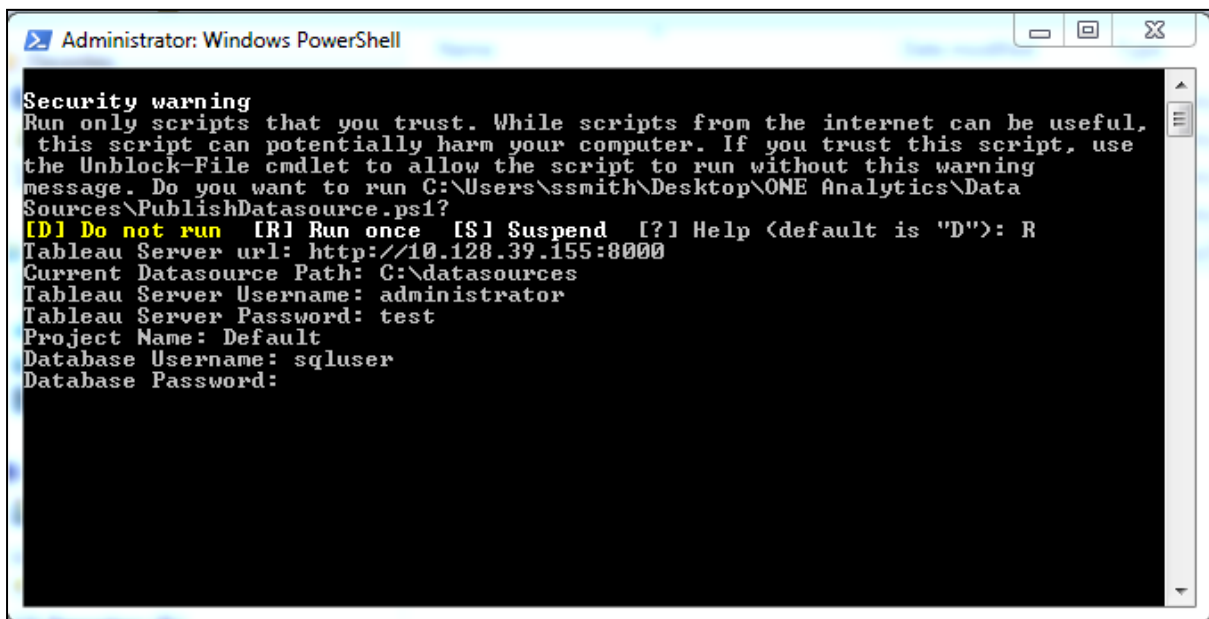 Administrator: Windows PowerShell
Security warning
Run only scripts that you trust. While scripts from the internet can be useful,
this script can potentially harm your computer. If you trust this script, use
the Unblock-File cmdlet to allow the script to run without this warning
message. Do you want to run C:\Users\ssmith\Desktop\ONE Analytics\Data
Sources\PublishDatasource.ps1?
[D] Do not run  [R] Run once  [S] Suspend  [?] Help (default is "D"): R
Tableau Server url: http://10.128.39.155:8000
Current Datasource Path: C:\datasources
Tableau Server Username: administrator
Tableau Server Password: test
Project Name: Default
Database Username: sqluser
Database Password: